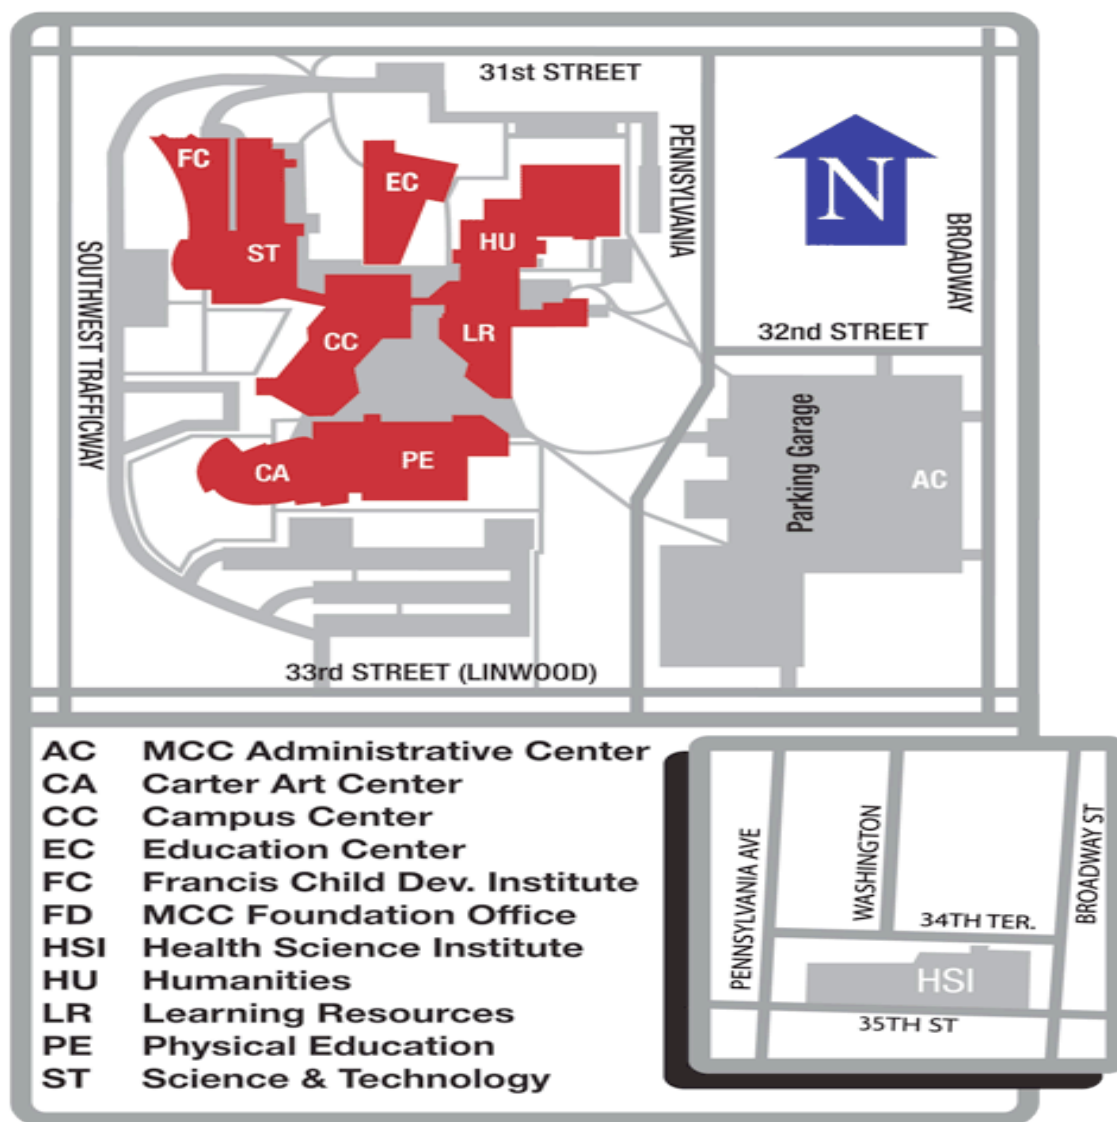 31st STREET
PENNSYLVANIA
N
BROADWAY
FC
EC
HU
ST
SOUTHWEST TRAFFICWAY
32nd STREET
CC
LR
Parking Garage
AC
CA
PE
33rd STREET (LINWOOD)
AC MCC Administrative Center
CA Carter Art Center
CC Campus Center
EC Education Center
FC Francis Child Dev. Institute
FD MCC Foundation Office
HSI Health Science Institute
HU Humanities
LR Learning Resources
PE Physical Education
ST Science & Technology
PENNSYLVANIA AVE
WASHINGTON
BROADWAY ST
34TH TER.
HSI
35TH ST